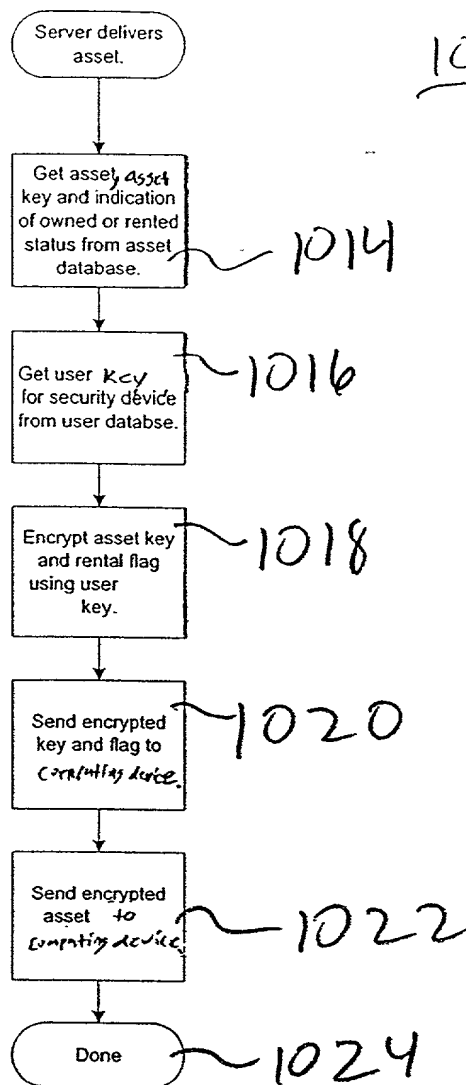 Server delivers
asset.
10
Get asset, asset
key and indication
of owned or rented
status from asset
database.
1014
Get user key
for security device
from user databse.
1016
Encrypt asset key
and rental flag
using user
key.
1018
Send encrypted
key and flag to
computing device.
1020
Send encrypted
asset to
computing device.
1022
Done
1024